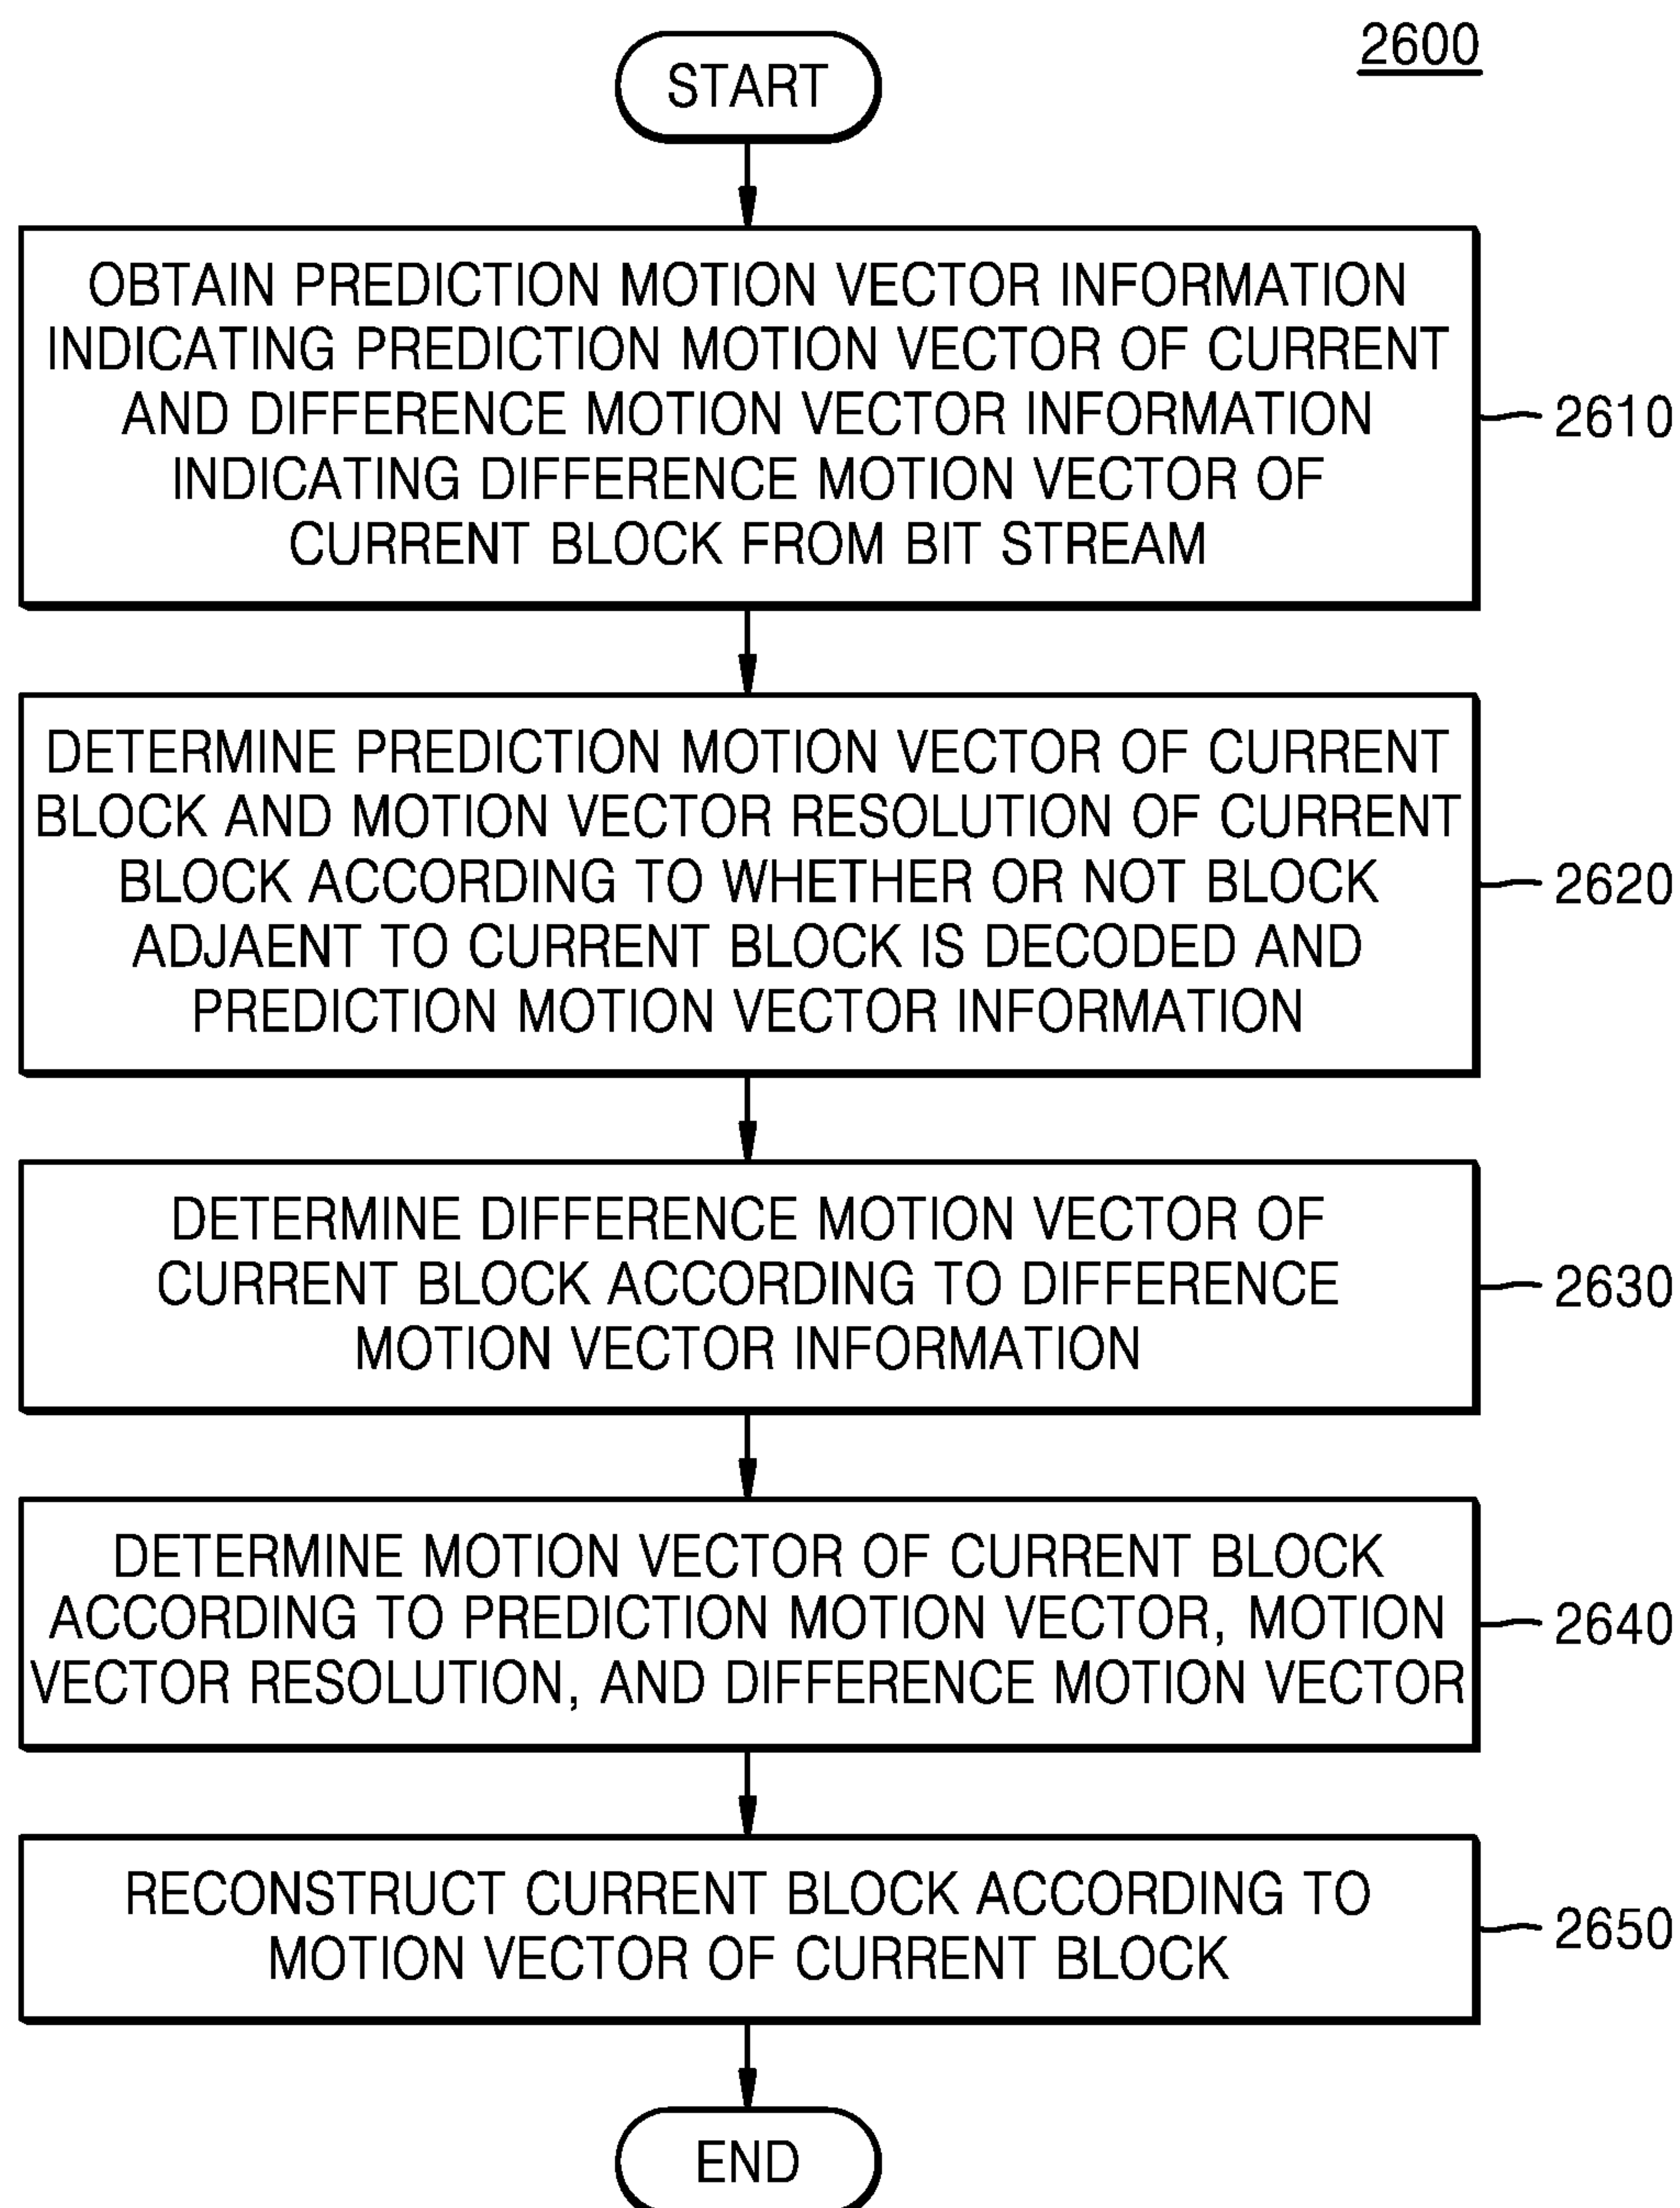 2600
START
OBTAIN PREDICTION MOTION VECTOR INFORMATION
INDICATING PREDICTION MOTION VECTOR OF CURRENT
AND DIFFERENCE MOTION VECTOR INFORMATION
INDICATING DIFFERENCE MOTION VECTOR OF
CURRENT BLOCK FROM BIT STREAM
2610
DETERMINE PREDICTION MOTION VECTOR OF CURRENT
BLOCK AND MOTION VECTOR RESOLUTION OF CURRENT
BLOCK ACCORDING TO WHETHER OR NOT BLOCK
ADJAENT TO CURRENT BLOCK IS DECODED AND
PREDICTION MOTION VECTOR INFORMATION
2620
DETERMINE DIFFERENCE MOTION VECTOR OF
CURRENT BLOCK ACCORDING TO DIFFERENCE
MOTION VECTOR INFORMATION
2630
DETERMINE MOTION VECTOR OF CURRENT BLOCK
ACCORDING TO PREDICTION MOTION VECTOR, MOTION
VECTOR RESOLUTION, AND DIFFERENCE MOTION VECTOR
2640
RECONSTRUCT CURRENT BLOCK ACCORDING TO
MOTION VECTOR OF CURRENT BLOCK
2650
END